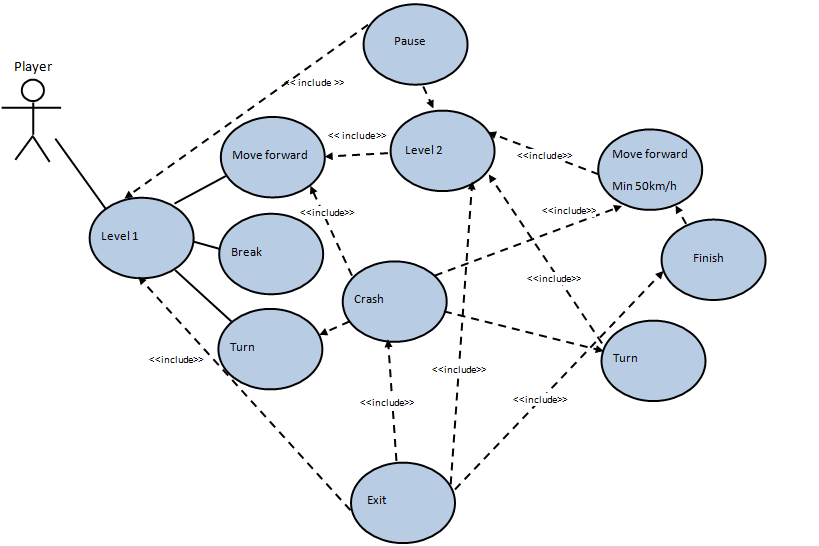 Pause
Player
<< include >>
<< include >>
Level 2
Move forward
Move forward
<<include>>
Min 50km/h
<<include>>
<<include>>
Level 1
Break
Finish
<<include>>
Crash
Turn
Turn
<<include>>
<<include>>
<<include>>
<<include>>
Exit